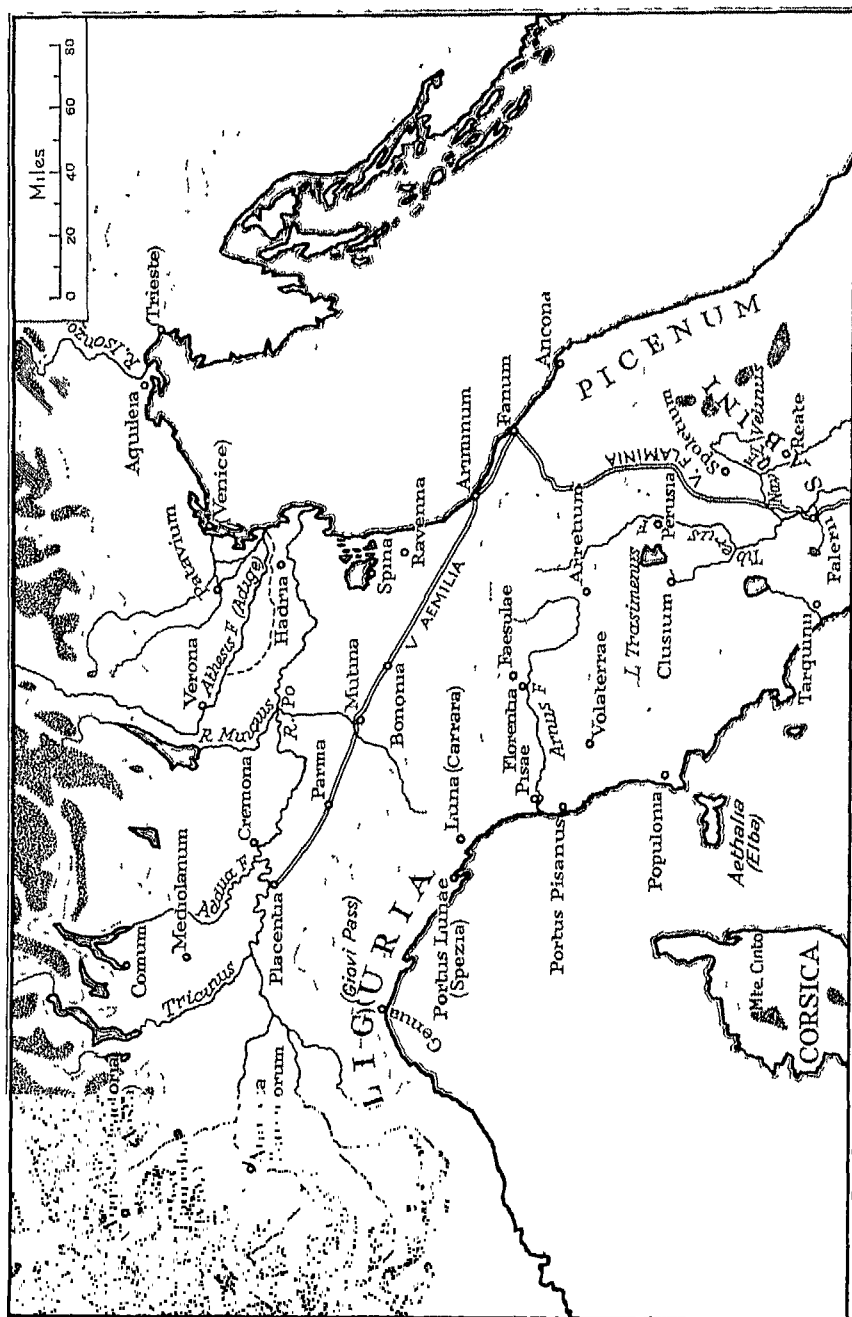 Miles
0 20 40 60 80
R. Isonzo
Trieste)
Aquileia
Venice)
Patavium
Verona
Athesis F (Adige)
Hadria
R Mincius
R. Po
Cremona
Addua F
Mediolanum
Comum
Ticinus
Placentia
Parma
Mutina
Bononia
V AEMILIA
Spina
Ravenna
Ariminum
Fanum
Ancona
PICENUM
(Giovi Pass)
LIGURIA
Genua
Portus Lunae
(Spezia)
Luna (Carrara)
Florentia
Faesulae
Pisae
Arnus F
Portus Pisanus
Volaterrae
Arretium
L Trasimenus
Perusia
Clusium
V. FLAMINIA
Spoletium
SABINI
Reate
Nar
Falerii
Tarquinii
Populonia
Aethalia
(Elba)
Mte. Cinto
CORSICA